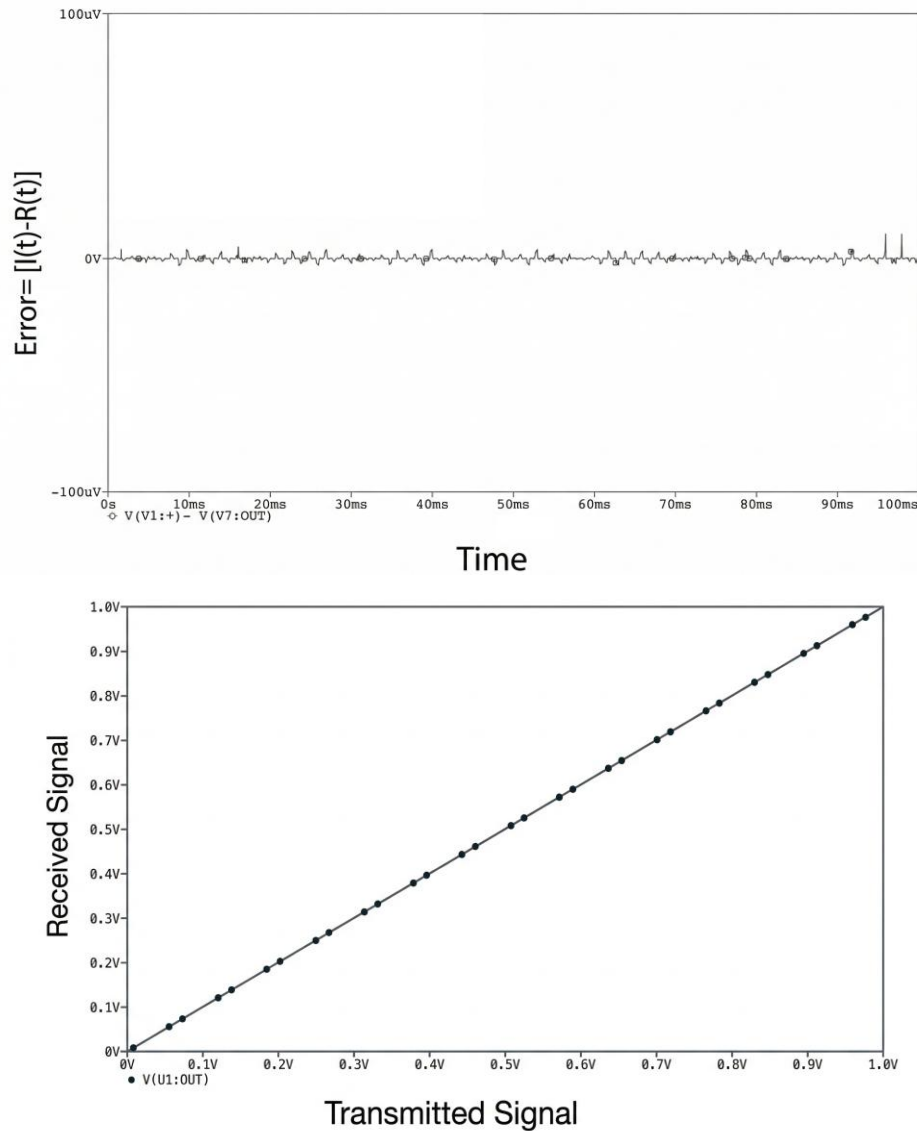 100uV
Error= [I(t)-R(t)]
0V
-100uV
0s 10ms 20ms 30ms 40ms 50ms 60ms 70ms 80ms 90ms 100ms
V(V1:+)- V(V7:OUT)
Time
1.0V
0.9V
0.8V
0.7V
0.6V
0.5V
0.4V
0.3V
0.2V
0.1V
0V
Received Signal
0V 0.1V 0.2V 0.3V 0.4V 0.5V 0.6V 0.7V 0.8V 0.9V 1.0V
V(U1:OUT)
Transmitted Signal